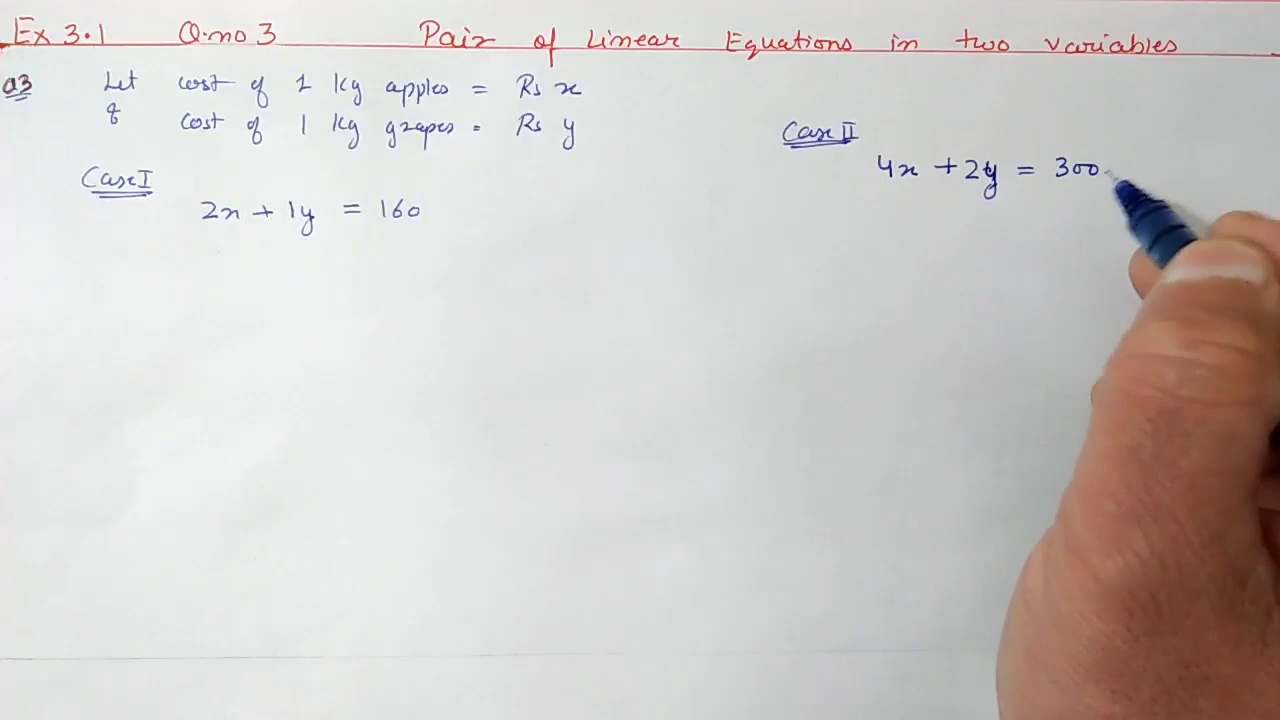 Ex 3.1 Q.no 3 Pair of Linear Equations in two variables
Q3 Let cost of 1 kg apples = Rs x
& cost of 1 kg grapes = Rs y
Case I
2x + 1y = 160
Case II
4x + 2y = 300